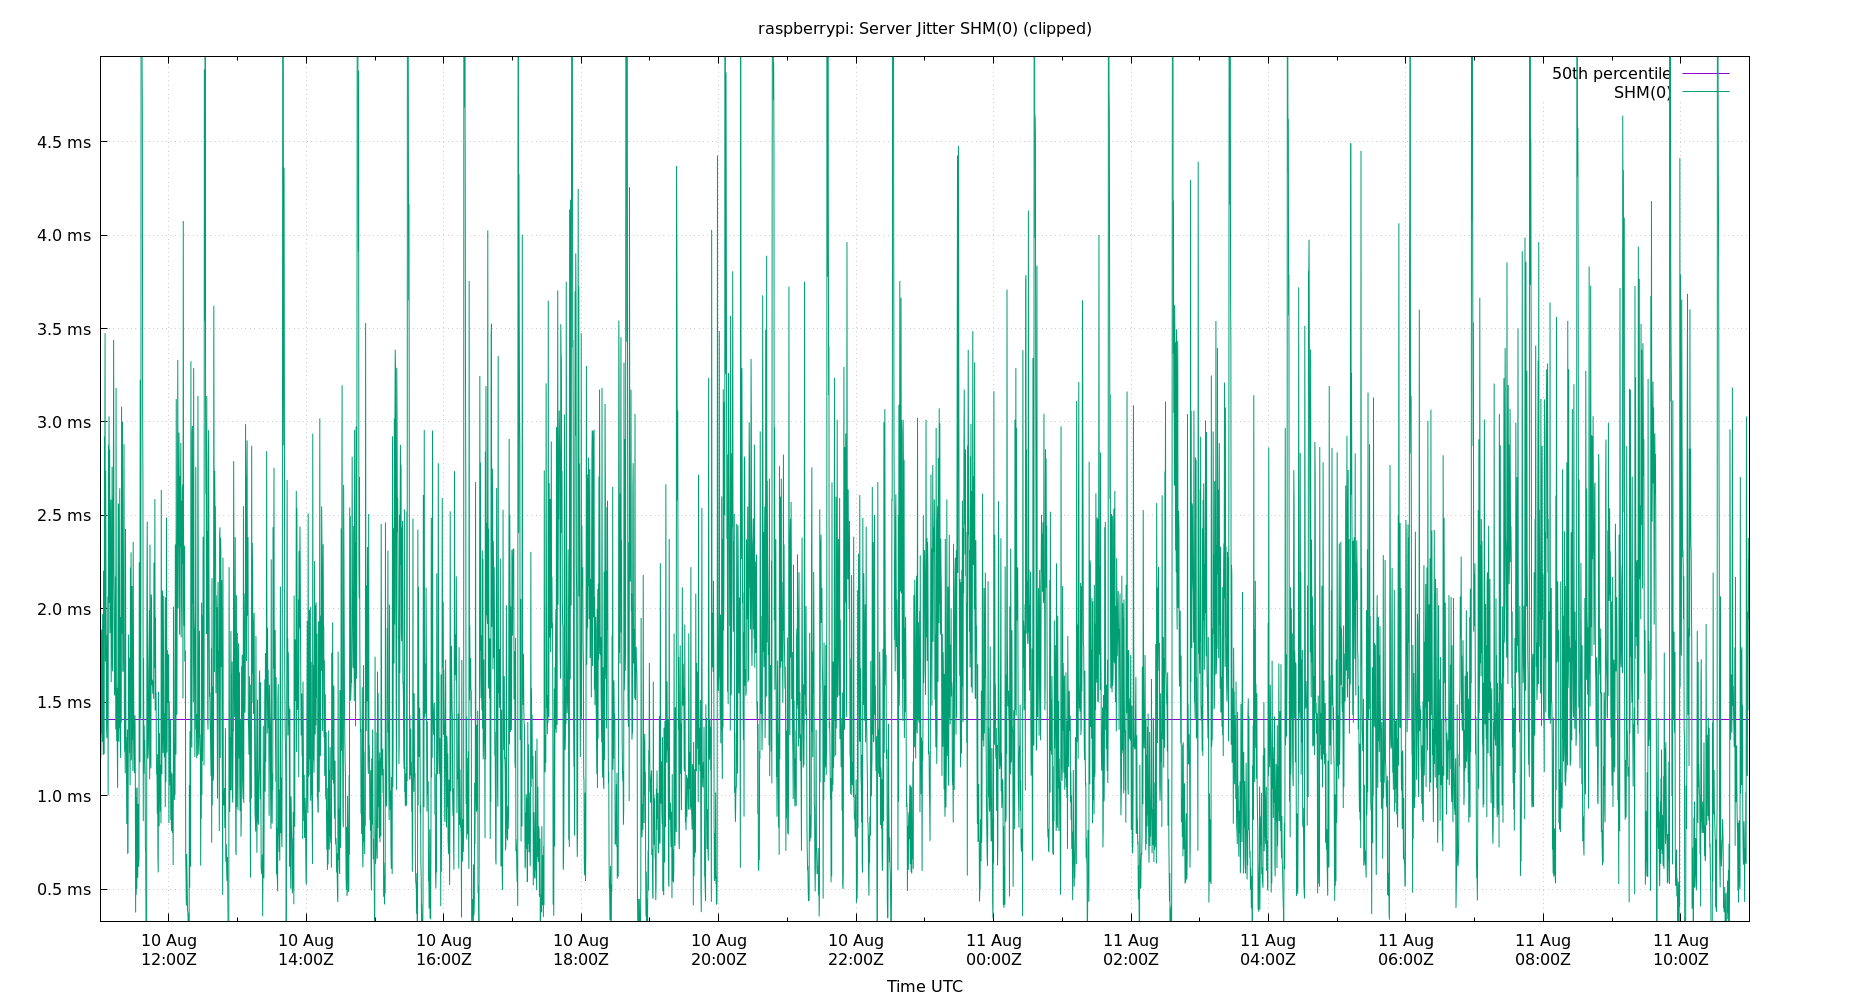 raspberrypi: Server Jitter SHM(0) (clipped)
50th percentile
SHM(0)
4.5 ms
4.0 ms
3.5 ms
3.0 ms
2.5 ms
2.0 ms
1.5 ms
1.0 ms
0.5 ms
10 Aug 10 Aug 10 Aug 10 Aug 10 Aug 10 Aug 11 Aug 11 Aug 11 Aug 11 Aug 11 Aug 11 Aug
12:00Z 14:00Z 16:00Z 18:00Z 20:00Z 22:00Z 00:00Z 02:00Z 04:00Z 06:00Z 08:00Z 10:00Z
Time UTC